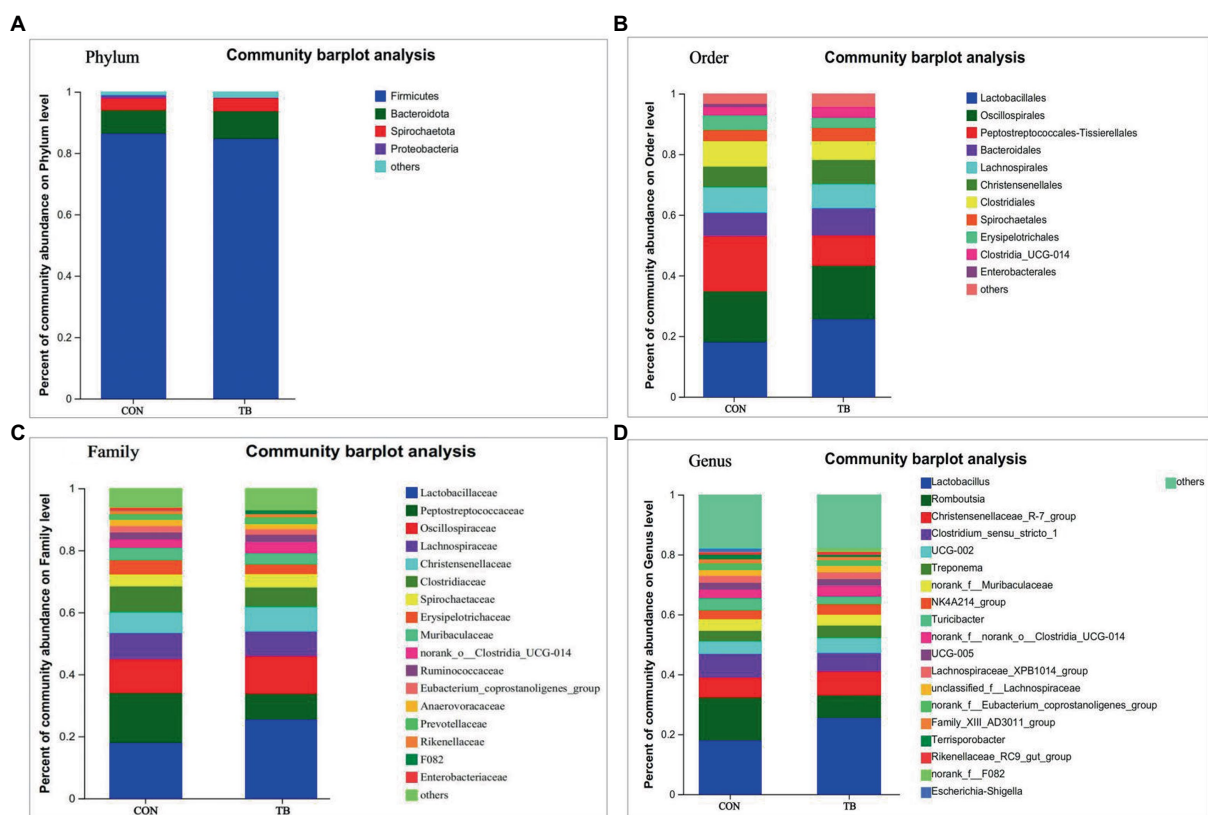 A
Phylum
Community barplot analysis
Percent of community abundance on Phylum level
1
0.8
0.6
0.4
0.2
0
CON
TB
Firmicutes
Bacteroidota
Spirochaetota
Proteobacteria
others
B
Order
Community barplot analysis
Percent of community abundance on Order level
1
0.8
0.6
0.4
0.2
0
CON
TB
Lactobacillales
Oscillospirales
Peptostreptococcales-Tissierellales
Bacteroidales
Lachnospirales
Christensenellales
Clostridiales
Spirochaetales
Erysipelotrichales
Clostridia_UCG-014
Enterobacterales
others
C
Family
Community barplot analysis
Percent of community abundance on Family level
1
0.8
0.6
0.4
0.2
0
CON
TB
Lactobacillaceae
Peptostreptococcaceae
Oscillospiraceae
Lachnospiraceae
Christensenellaceae
Clostridiaceae
Spirochaetaceae
Erysipelotrichaceae
Muribaculaceae
norank_o__Clostridia_UCG-014
Ruminococcaceae
Eubacterium_coprostanoligenes_group
Anaerovoracaceae
Prevotellaceae
Rikenellaceae
F082
Enterobacteriaceae
others
D
Genus
Community barplot analysis
Percent of community abundance on Genus level
1
0.8
0.6
0.4
0.2
0
CON
TB
Lactobacillus
Romboutsia
Christensenellaceae_R-7_group
Clostridium_sensu_stricto_1
UCG-002
Treponema
norank_f__Muribaculaceae
NK4A214_group
Turicibacter
norank_f__norank_o__Clostridia_UCG-014
UCG-005
Lachnospiraceae_XPB1014_group
unclassified_f__Lachnospiraceae
norank_f__Eubacterium_coprostanoligenes_group
Family_XIII_AD3011_group
Terrisporobacter
Rikenellaceae_RC9_gut_group
norank_f__F082
Escherichia-Shigella
others